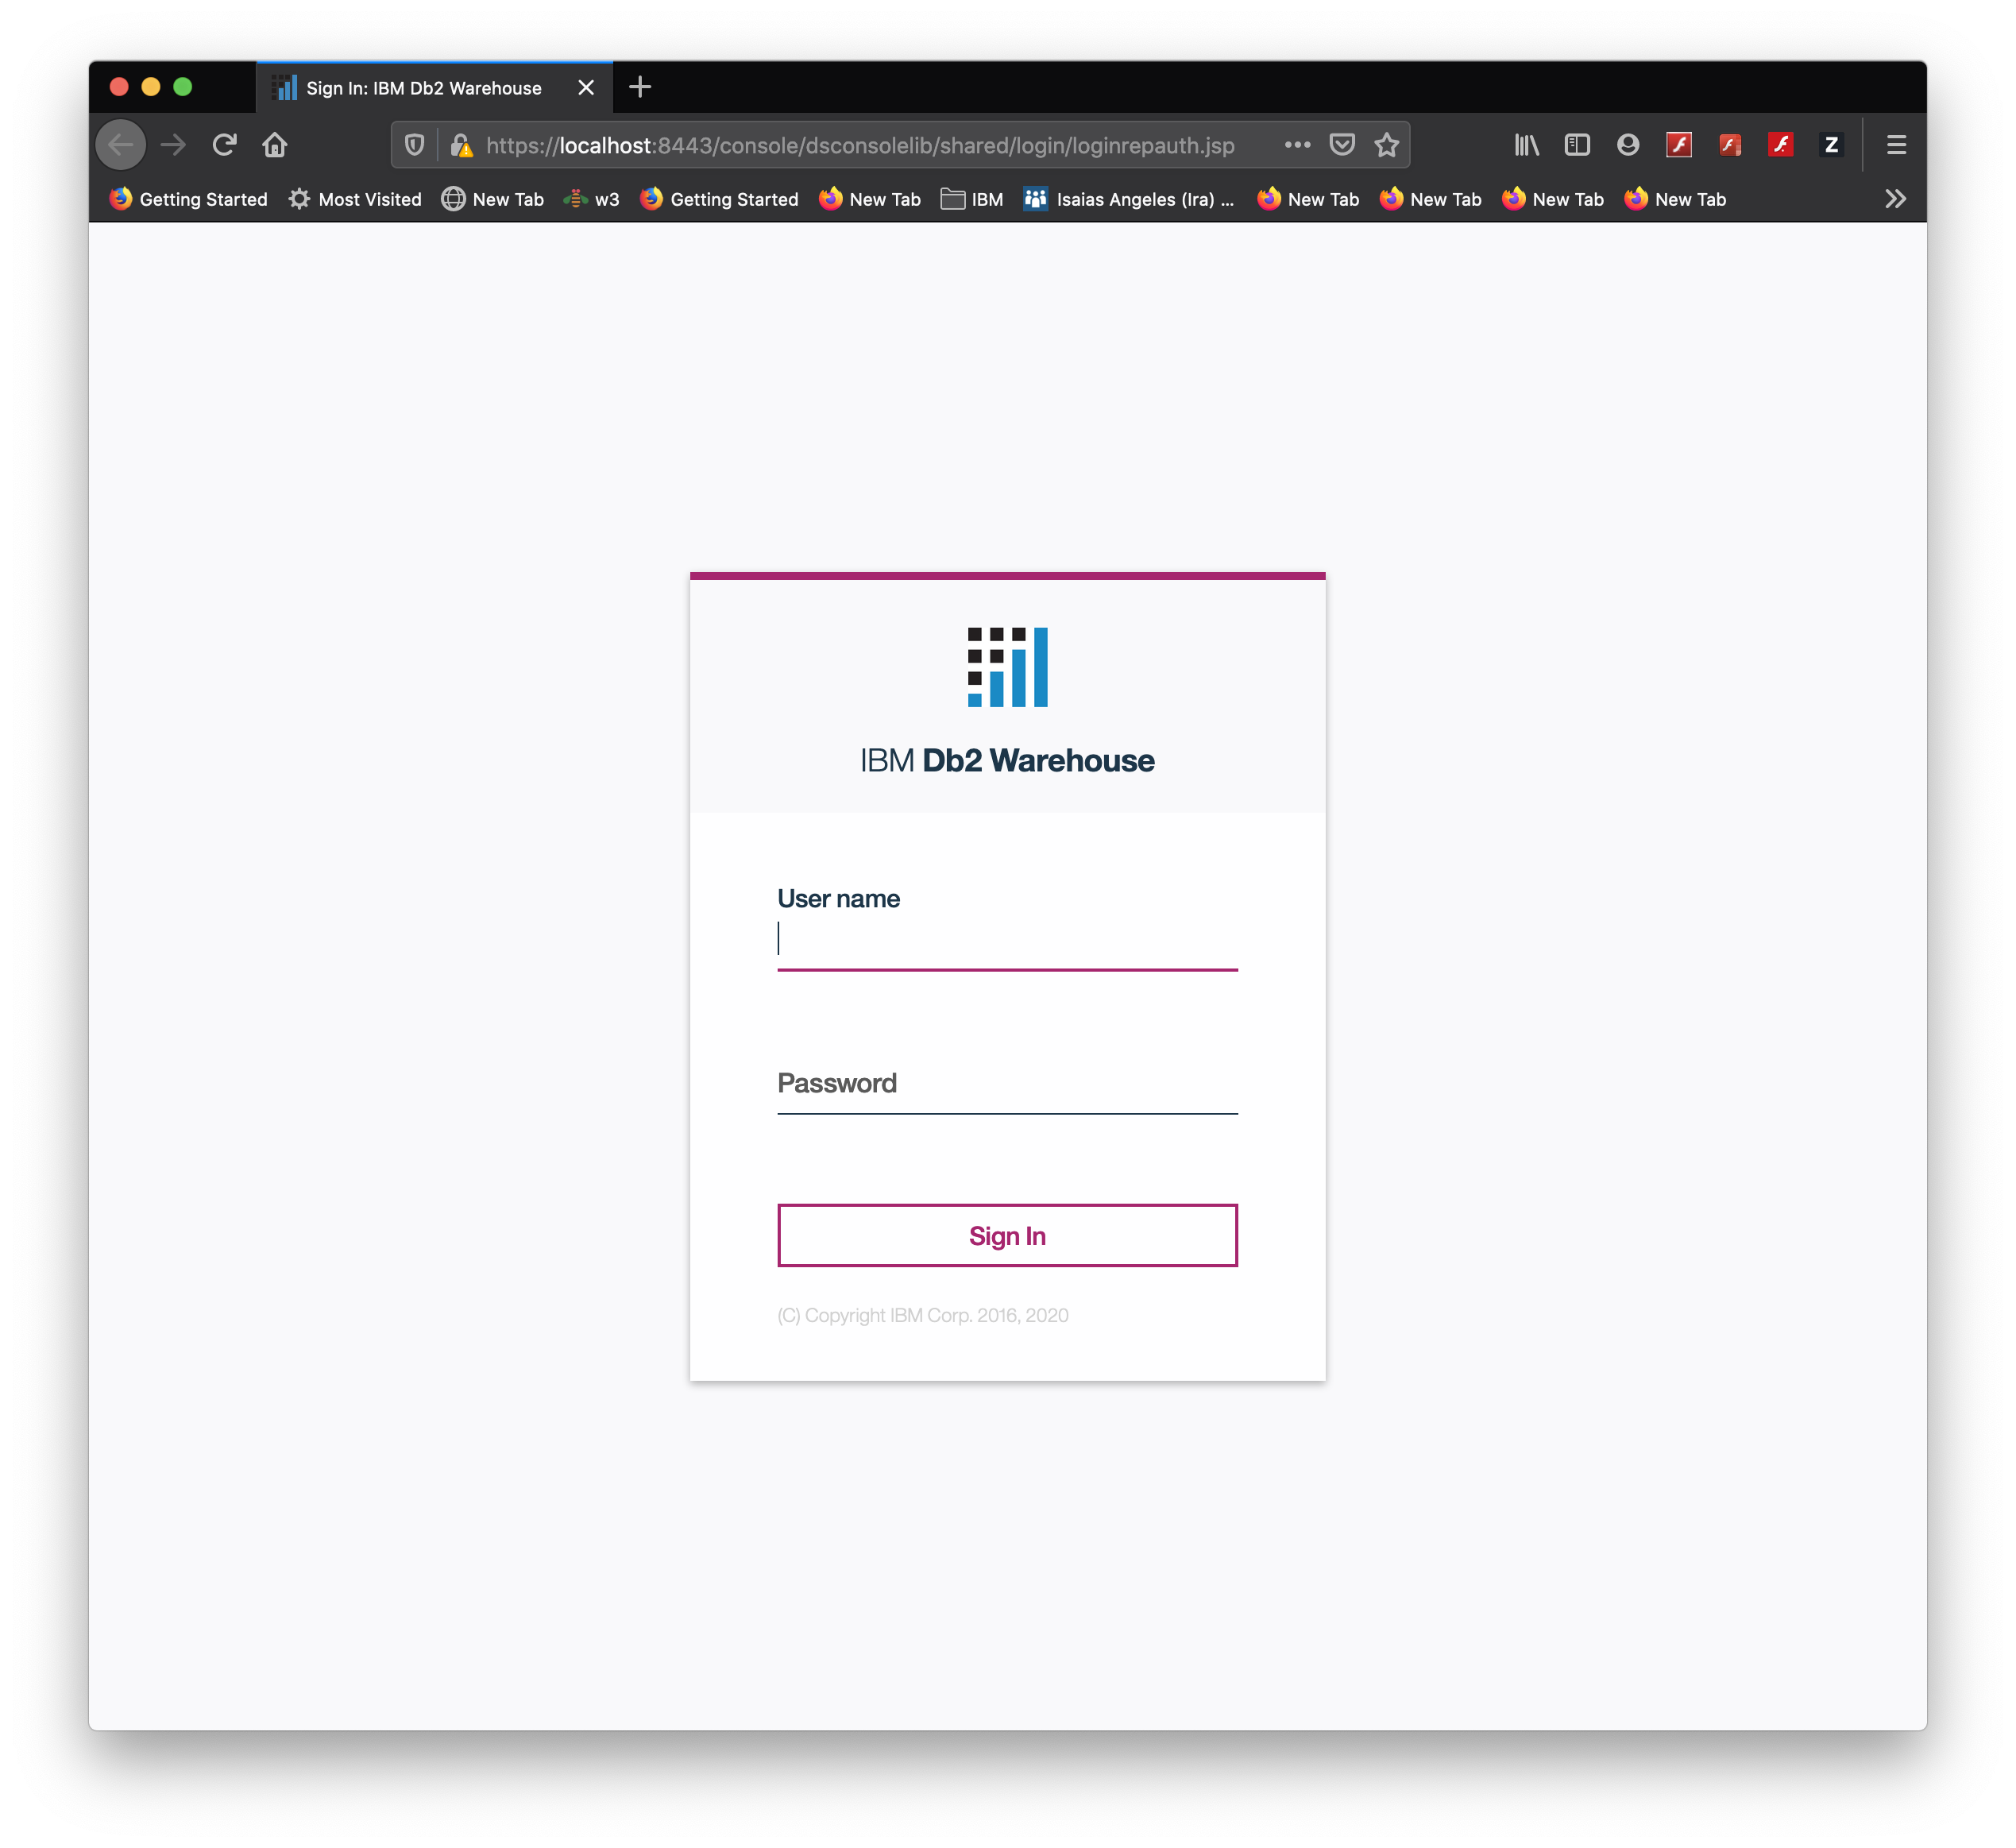 Sign In: IBM Db2 Warehouse
https://localhost:8443/console/dsconsolelib/shared/login/loginrepauth.jsp
Getting Started Most Visited New Tab w3 Getting Started New Tab IBM Isaias Angeles (Ira) ... New Tab New Tab New Tab New Tab
IBM Db2 Warehouse
User name
Password
Sign In
(C) Copyright IBM Corp. 2016, 2020